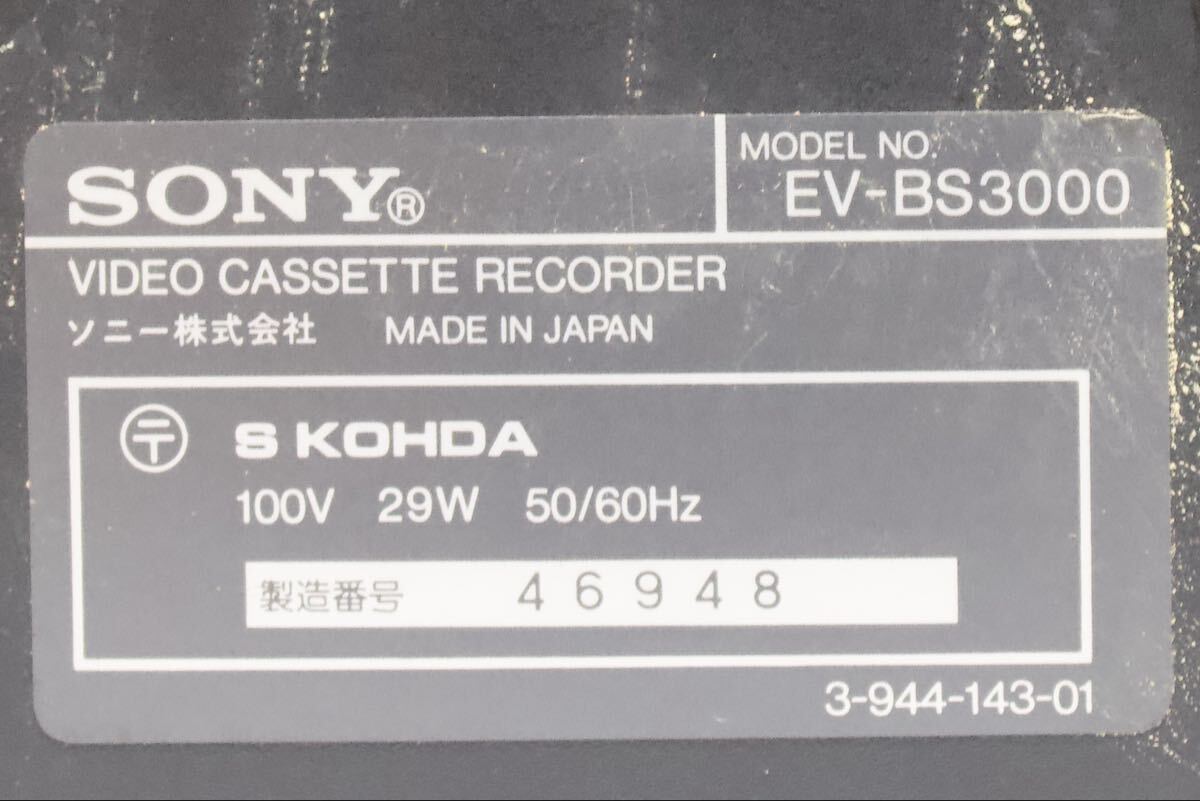 SONY®
MODEL NO.
EV-BS3000
VIDEO CASSETTE RECORDER
ソニー株式会社 MADE IN JAPAN
〒 S KOHDA
100V 29W 50/60Hz
製造番号 46948
3-944-143-01